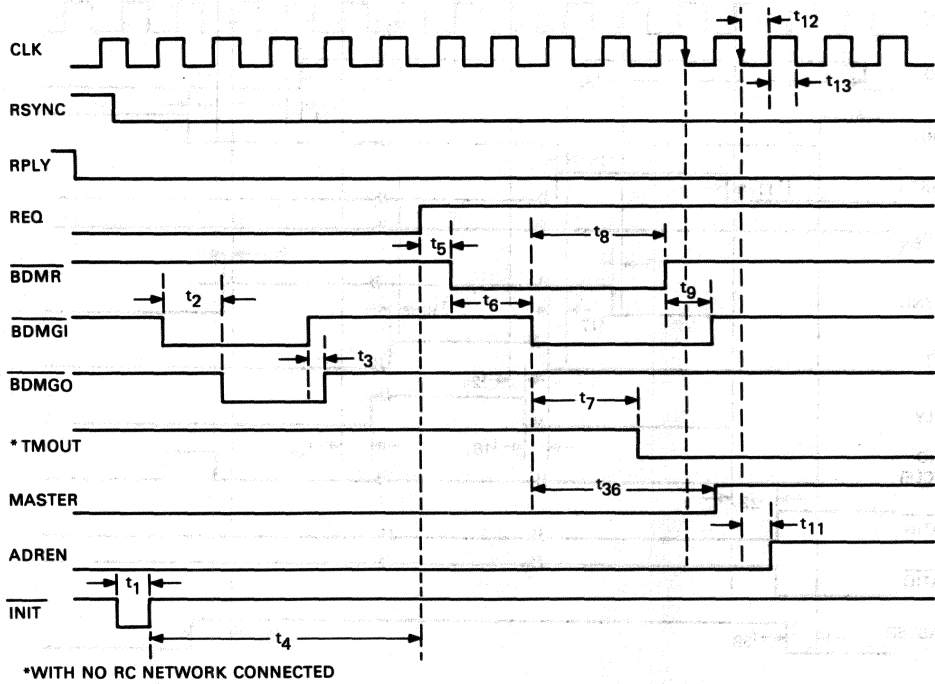 t12
CLK
t13
RSYNC
RPLY
REQ
t5
t8
BDMR
t2
t6
t9
BDMGI
t3
BDMGO
t7
* TMOUT
t36
MASTER
t11
ADREN
t1
INIT
t4
*WITH NO RC NETWORK CONNECTED